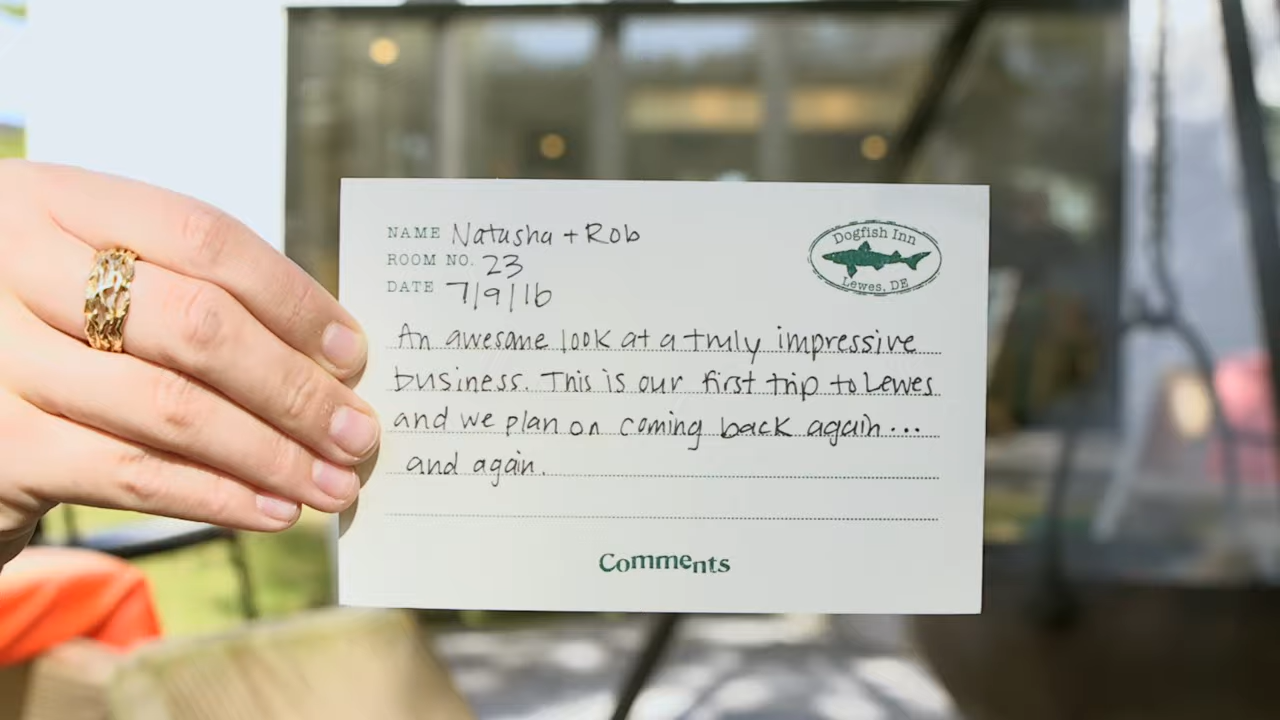 NAME Natasha + Rob
ROOM NO. 23
DATE 7/9/16
Dogfish Inn
Lewes, DE
An awesome look at a truly impressive
business. This is our first trip to Lewes
and we plan on coming back again...
and again.
Comments